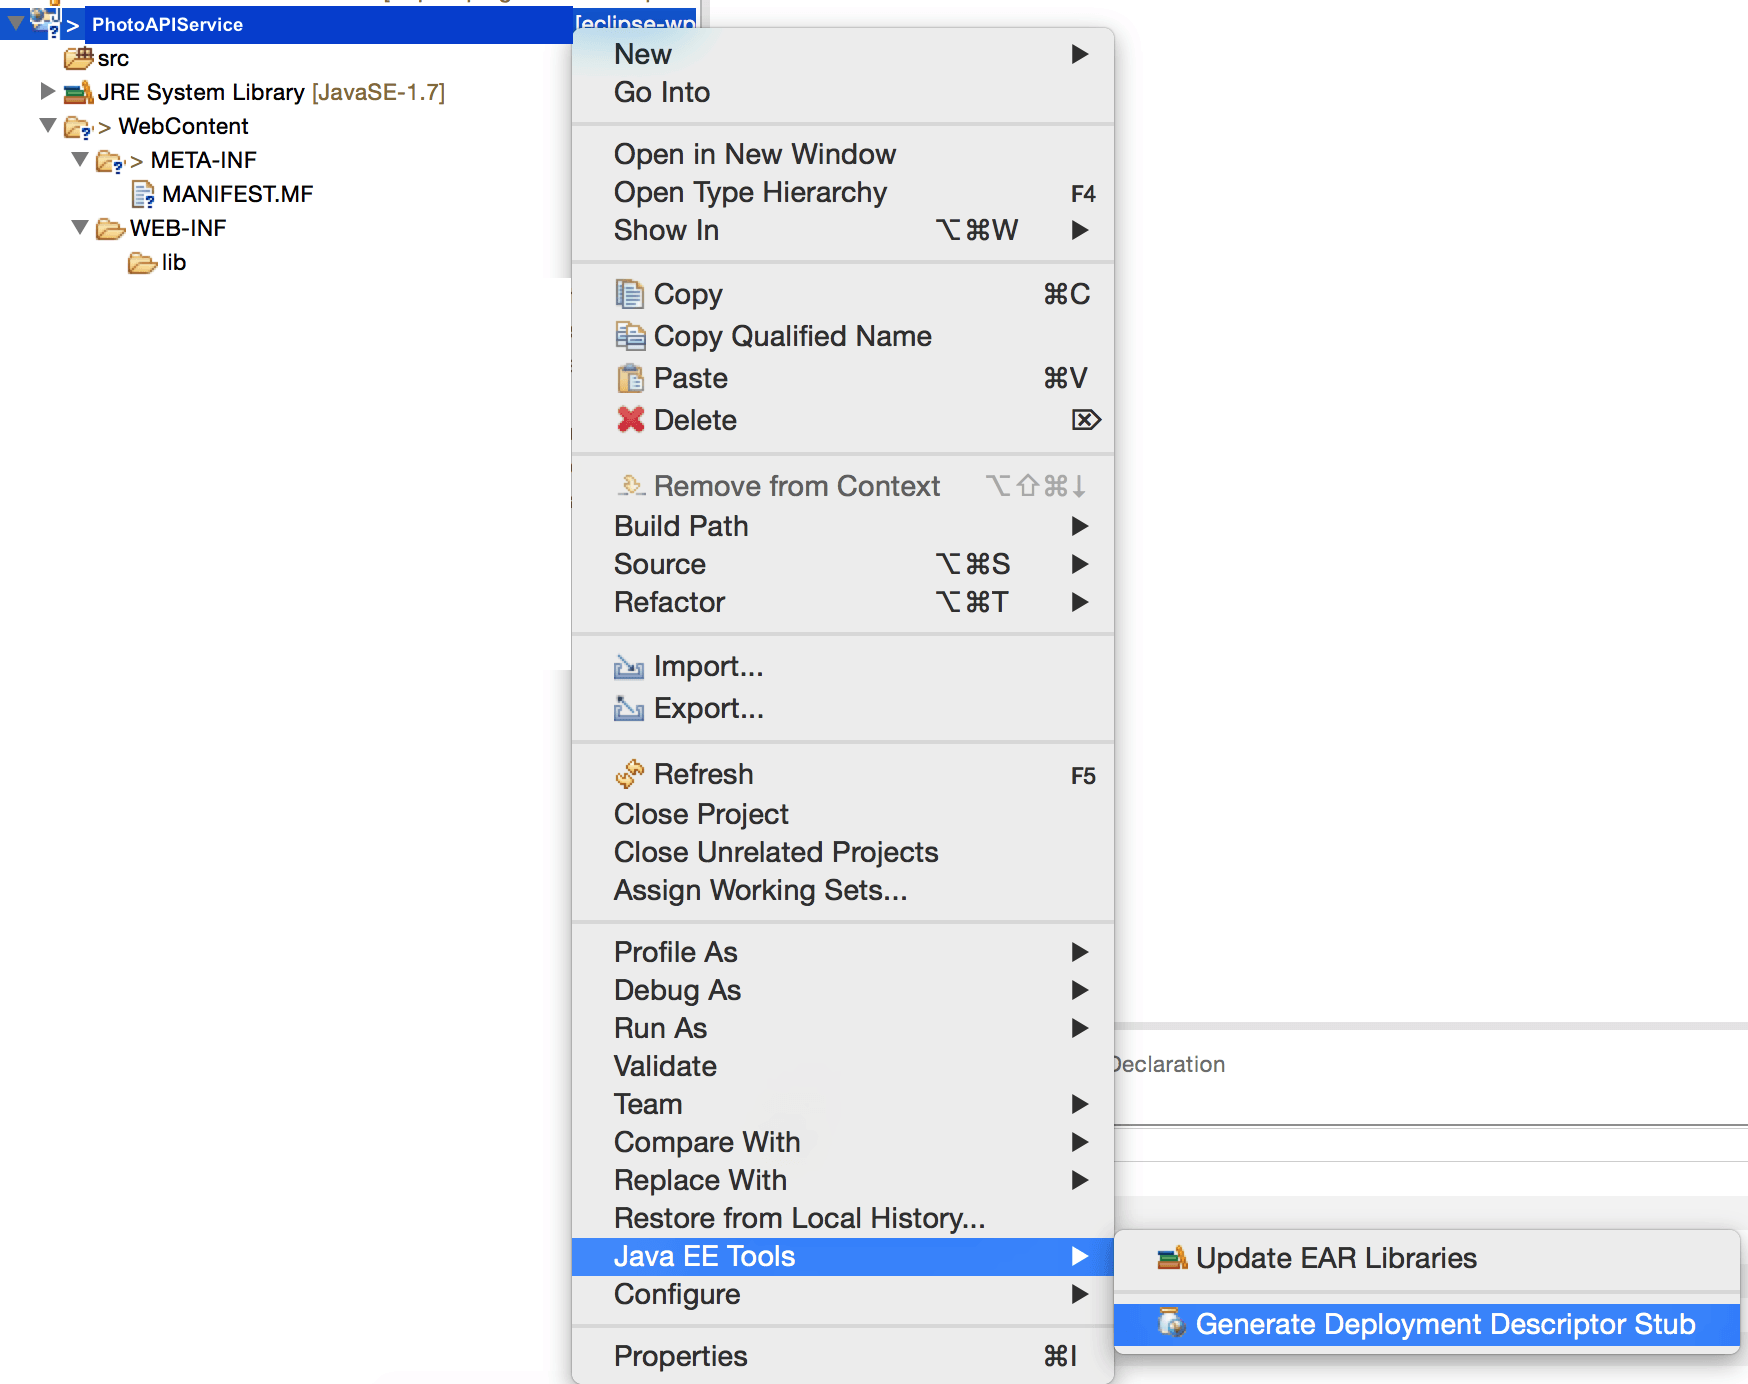 > PhotoAPIService [eclipse-wp
src
JRE System Library [JavaSE-1.7]
> WebContent
> META-INF
MANIFEST.MF
WEB-INF
lib
New
Go Into
Open in New Window
Open Type Hierarchy F4
Show In ⌥⌘W
Copy ⌘C
Copy Qualified Name
Paste ⌘V
Delete ⌦
Remove from Context ⌥⇧⌘↓
Build Path
Source ⌥⌘S
Refactor ⌥⌘T
Import...
Export...
Refresh F5
Close Project
Close Unrelated Projects
Assign Working Sets...
Profile As
Debug As
Run As
Validate
Team
Compare With
Replace With
Restore from Local History...
Java EE Tools
Configure
Properties ⌘I
Declaration
Update EAR Libraries
Generate Deployment Descriptor Stub